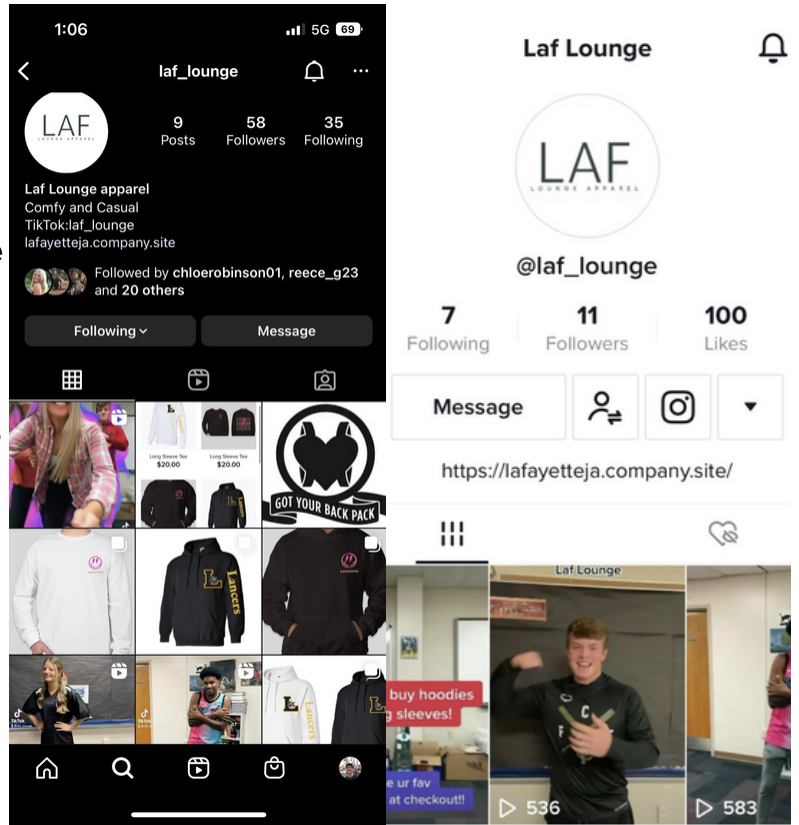 1:06
5G 69
laf_lounge
LAF
LOUNGE APPAREL
9 58 35
Posts Followers Following
Laf Lounge apparel
Comfy and Casual
TikTok:laf_lounge
lafayetteja.company.site
Followed by chloerobinson01, reece_g23
and 20 others
Following Message
Long Sleeve Tee Long Sleeve Tee
$20.00 $20.00
L
Lancers
GOT YOUR BACK PACK
L
Lancers
TikTok
TikTok
L
Lancers
Laf Lounge
LAF
LOUNGE APPAREL
@laf_lounge
7 11 100
Following Followers Likes
Message
https://lafayetteja.company.site/
Laf Lounge
buy hoodies
g sleeves!
e ur fav
at checkout!!
C
F
536
583